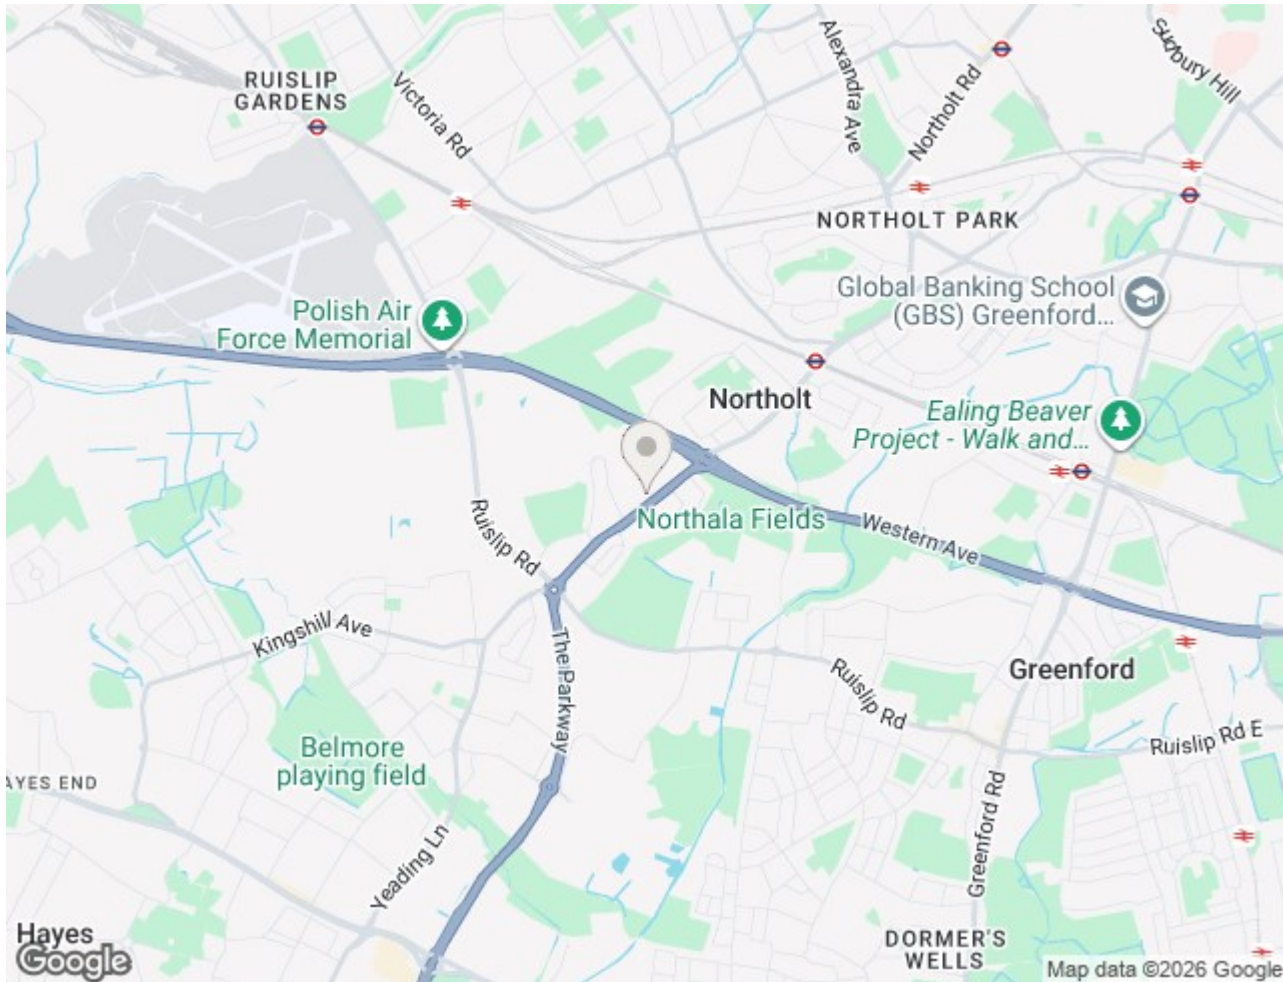 RUISLIP
GARDENS
Victoria Rd
Alexandra Ave
Northolt Rd
Sudbury Hill
NORTHOLT PARK
Global Banking School
(GBS) Greenford...
Polish Air
Force Memorial
Northolt
Ealing Beaver
Project - Walk and...
Ruislip Rd
Northala Fields
Western Ave
Kingshill Ave
The Parkway
Ruislip Rd
Greenford
Ruislip Rd E
Belmore
playing field
AYES END
Yeading Ln
Greenford Rd
Hayes
DORMER'S
WELLS
Google
Map data ©2026 Google